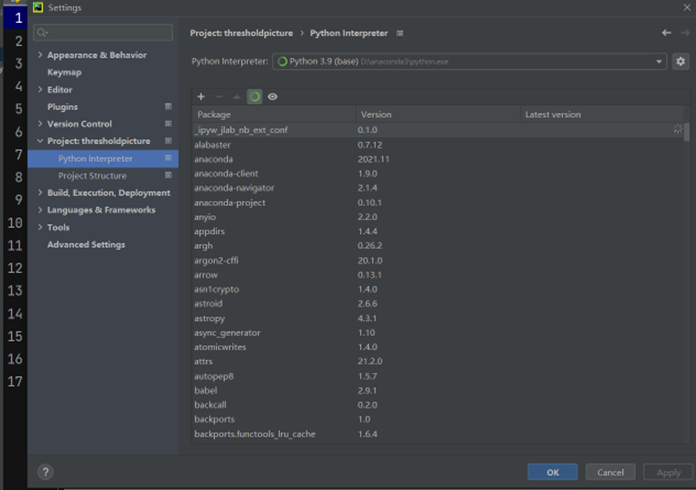 Settings
1
2
3
4
5
6
7
8
9
10
11
12
13
14
15
16
17
Appearance & Behavior
Keymap
Editor
Plugins
Version Control
Project: thresholdpicture
Python Interpreter
Project Structure
Build, Execution, Deployment
Languages & Frameworks
Tools
Advanced Settings
Project: thresholdpicture › Python Interpreter
Python Interpreter: Python 3.9 (base) D:\anaconda3\python.exe
Package Version Latest version
_ipyw_jlab_nb_ext_conf 0.1.0
alabaster 0.7.12
anaconda 2021.11
anaconda-client 1.9.0
anaconda-navigator 2.1.4
anaconda-project 0.10.1
anyio 2.2.0
appdirs 1.4.4
argh 0.26.2
argon2-cffi 20.1.0
arrow 0.13.1
asn1crypto 1.4.0
astroid 2.6.6
astropy 4.3.1
async_generator 1.10
atomicwrites 1.4.0
attrs 21.2.0
autopep8 1.5.7
babel 2.9.1
backcall 0.2.0
backports 1.0
backports.functools_lru_cache 1.6.4
?
OK Cancel Apply